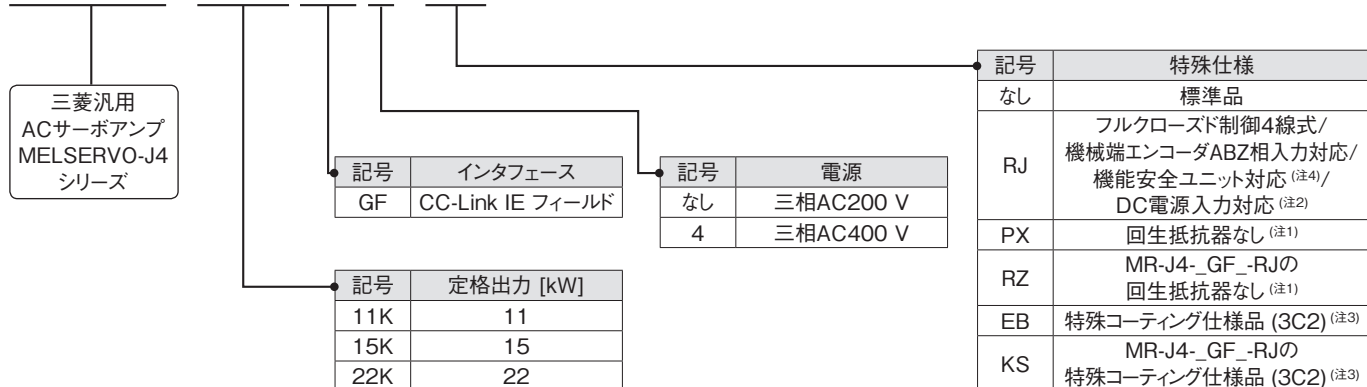 三菱汎用
ACサーボアンプ
MELSERVO-J4
シリーズ
記号 インタフェース
GF CC-Link IE フィールド
記号 定格出力 [kW]
11K 11
15K 15
22K 22
記号 電源
なし 三相AC200 V
4 三相AC400 V
記号 特殊仕様
なし 標準品
RJ フルクローズド制御4線式/
機械端エンコーダABZ相入力対応/
機能安全ユニット対応 (注4)/
DC電源入力対応 (注2)
PX 回生抵抗器なし (注1)
RZ MR-J4-_GF_-RJの
回生抵抗器なし (注1)
EB 特殊コーティング仕様品 (3C2) (注3)
KS MR-J4-_GF_-RJの
特殊コーティング仕様品 (3C2) (注3)